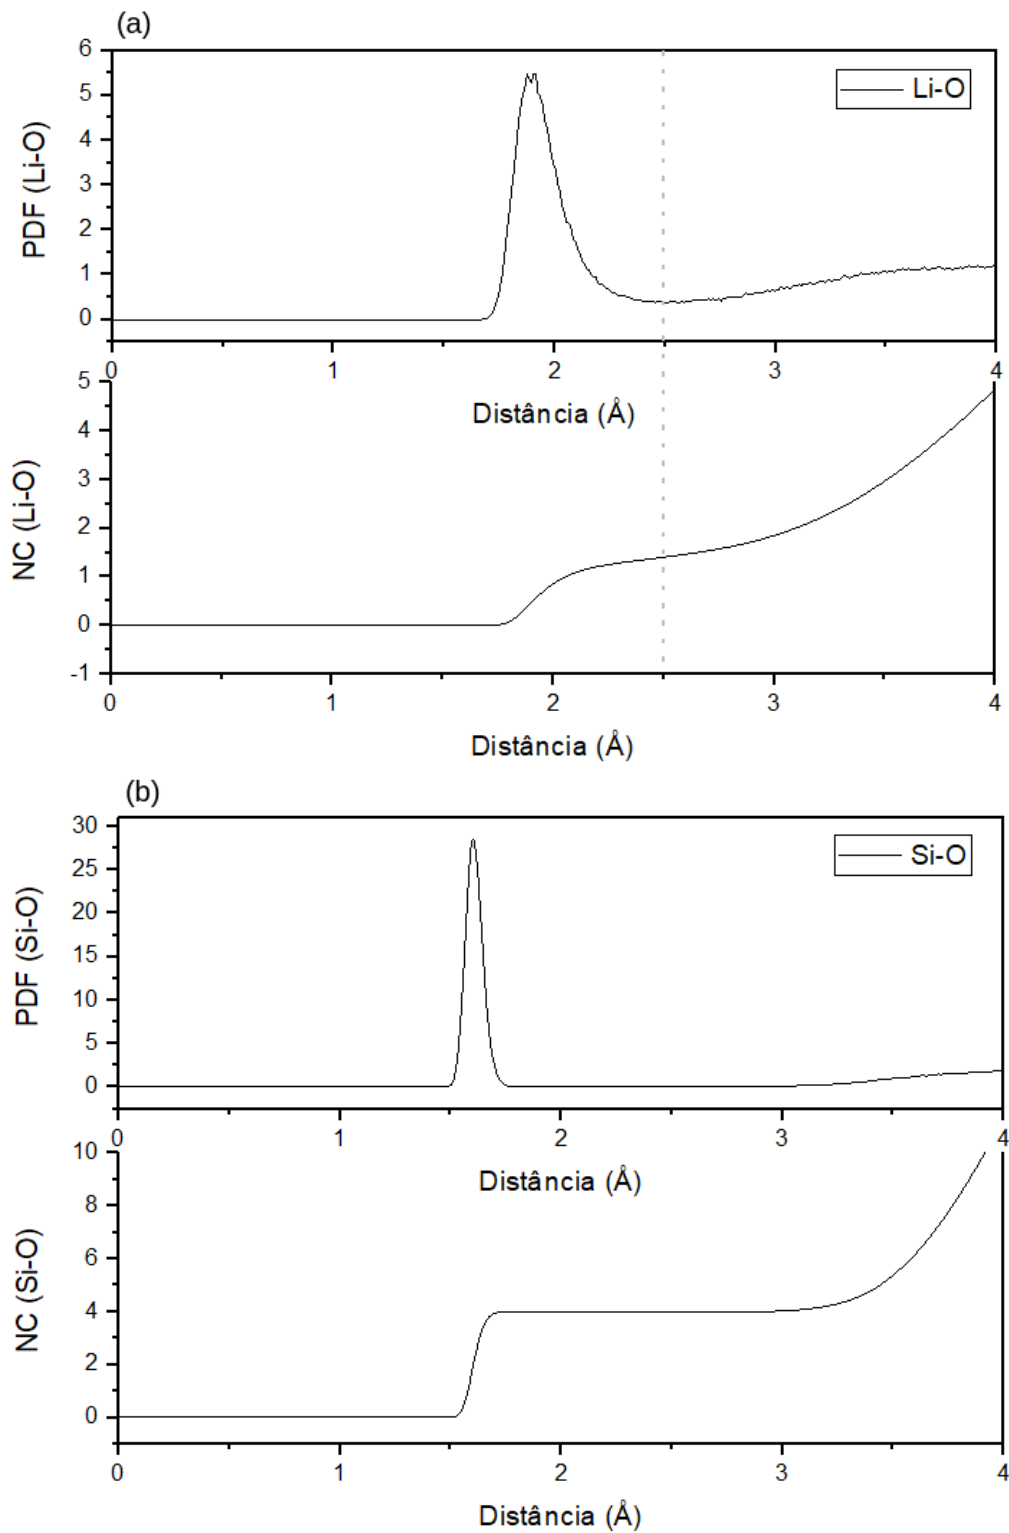 (a)
PDF (Li-O)
6
5
4
3
2
1
0
Li-O
0 1 2 3 4
Distância (Å)
NC (Li-O)
5
4
3
2
1
0
-1
0 1 2 3 4
Distância (Å)
(b)
PDF (Si-O)
30
25
20
15
10
5
0
Si-O
0 1 2 3 4
Distância (Å)
NC (Si-O)
10
8
6
4
2
0
0 1 2 3 4
Distância (Å)